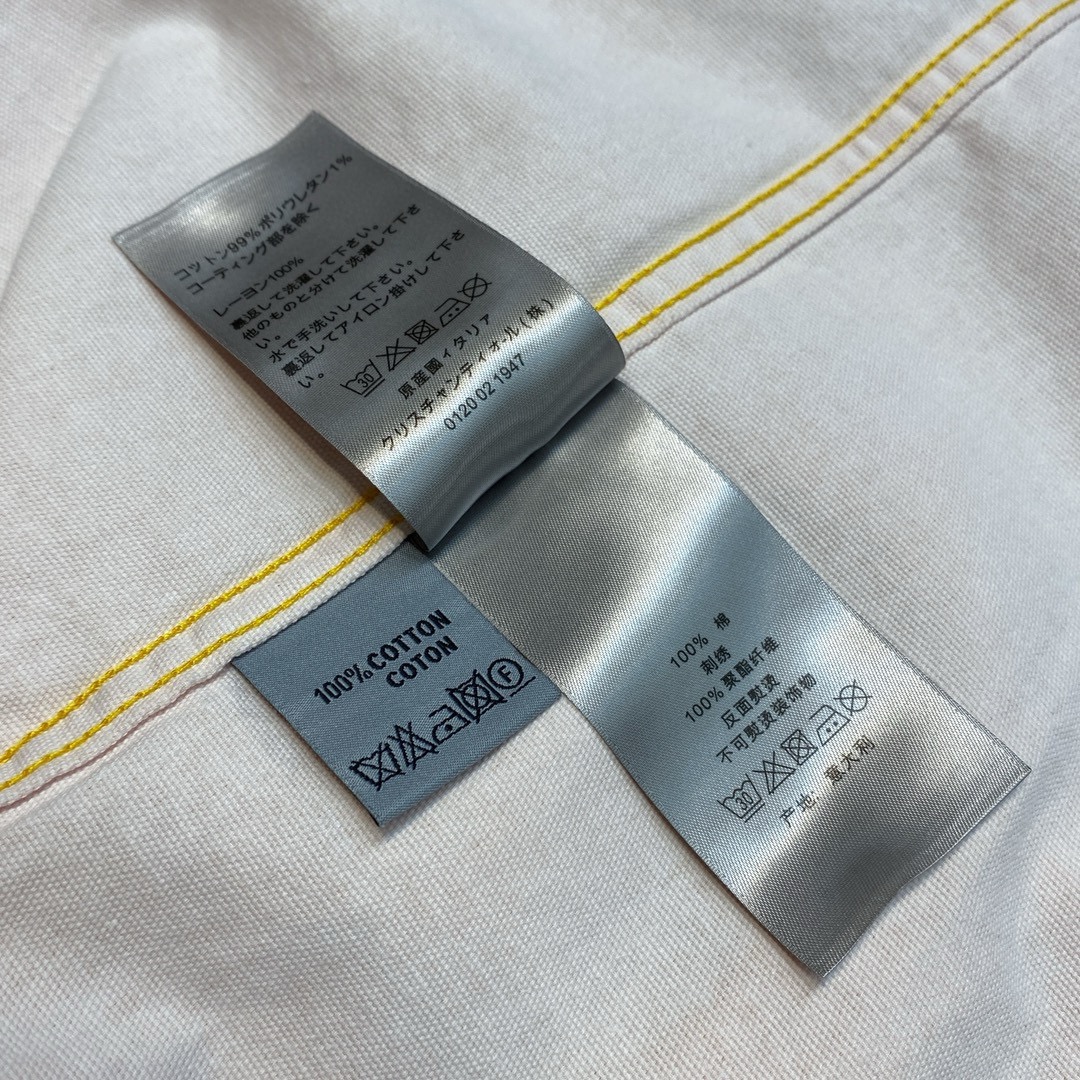 コットン99%ポリウレタン1%
コーティング部を除く
レーヨン100%
裏返して洗濯して下さい。
他のものと分けて洗濯して下さ
い。
水で手洗いして下さい。
裏返してアイロン掛けして下さ
い。
30
原産國イタリア
クリスチャンディオール(株)
0120 02 1947
100% COTTON
COTON
F
100% 棉
刺绣
100% 聚酯纤维
反面熨烫
不可熨烫装饰物
30
产地: 意大利